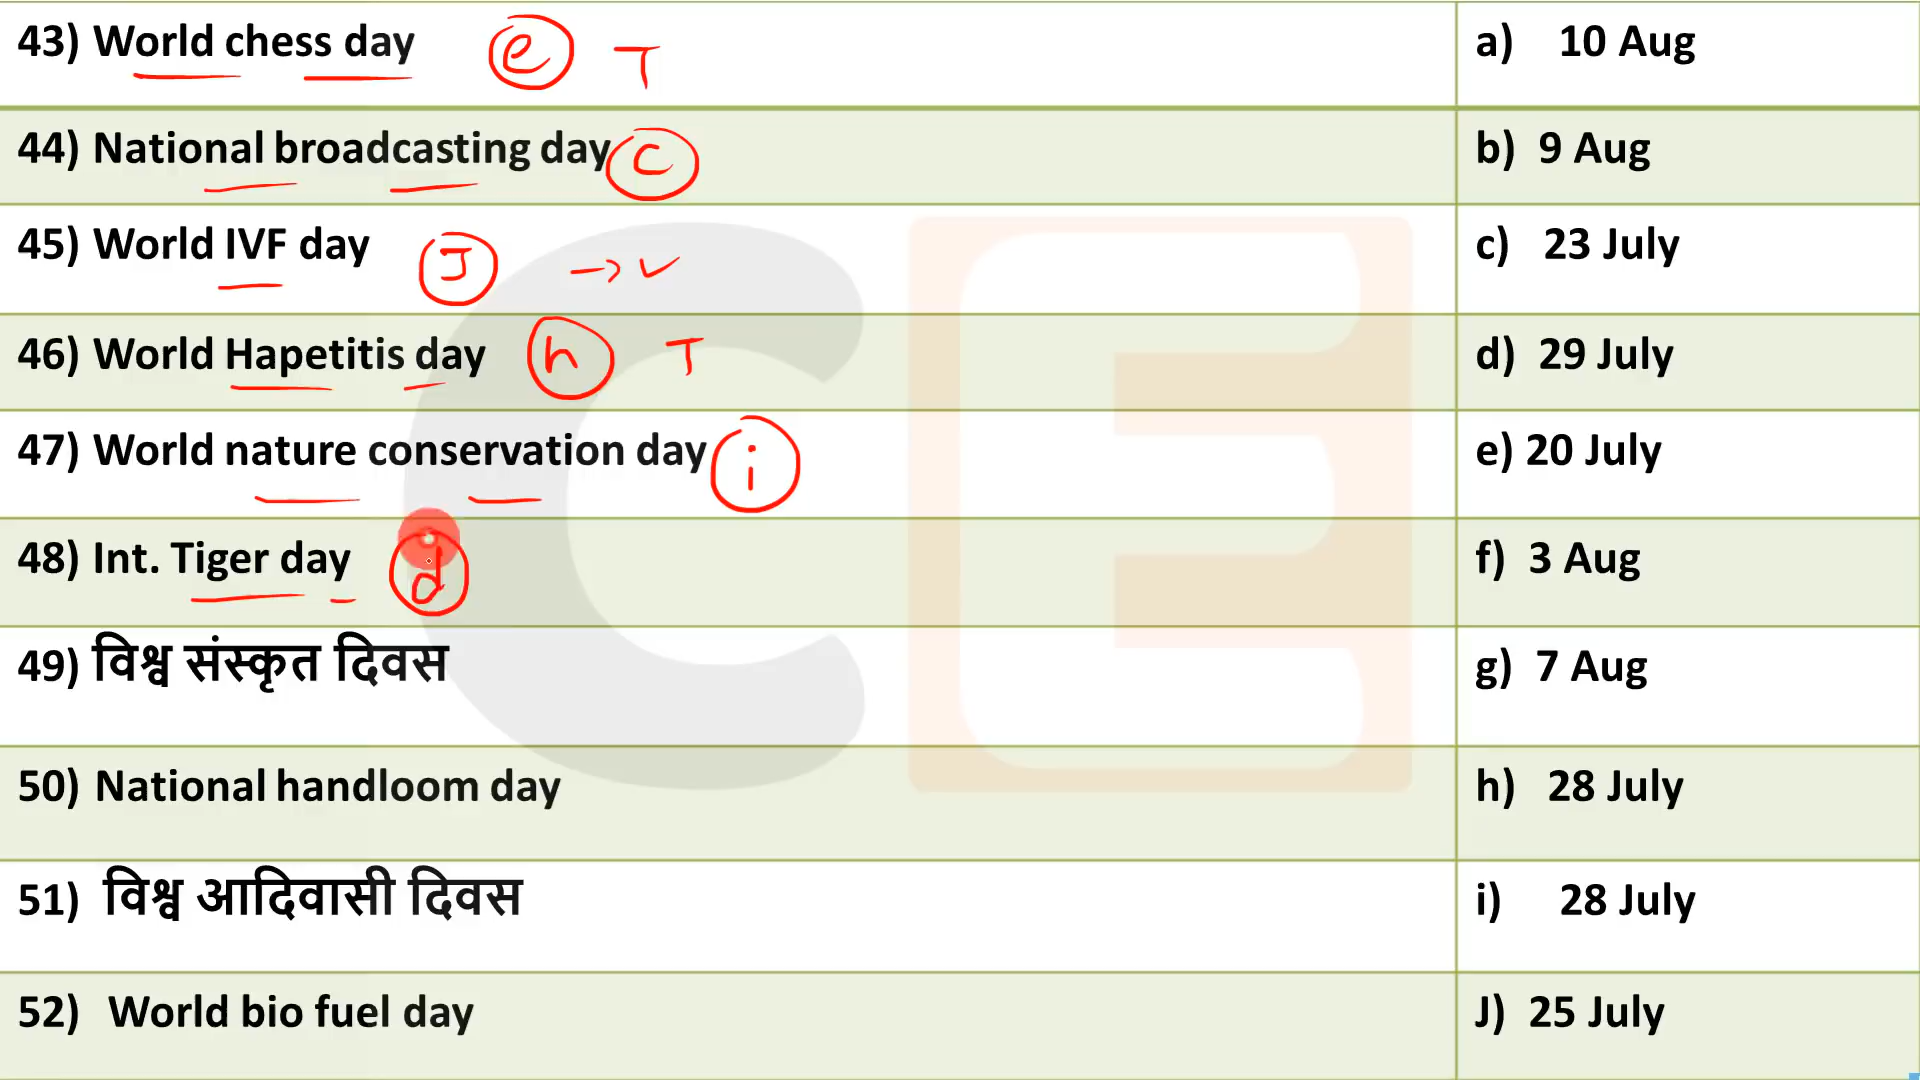 43) World chess day e T a) 10 Aug
44) National broadcasting day c b) 9 Aug
45) World IVF day J → ✓ c) 23 July
46) World Hapetitis day h T d) 29 July
47) World nature conservation day i e) 20 July
48) Int. Tiger day d f) 3 Aug
49) विश्व संस्कृत दिवस g) 7 Aug
50) National handloom day h) 28 July
51) विश्व आदिवासी दिवस i) 28 July
52) World bio fuel day J) 25 July